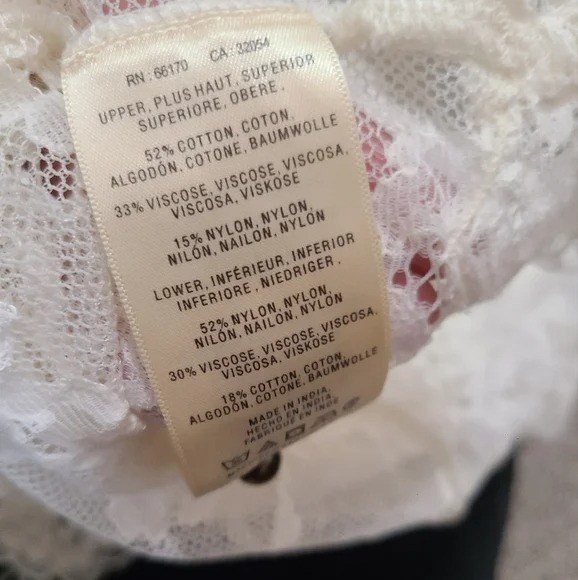 RN : 66170 CA : 32054
UPPER, PLUS HAUT, SUPERIOR
SUPERIORE, OBERE .
52% COTTON, COTON,
ALGODÓN, COTONE, BAUMWOLLE
33% VISCOSE, VISCOSE, VISCOSA,
VISCOSA, VISKOSE
15% NYLON, NYLON,
NILÓN, NAILON, NYLÓN
LOWER, INFÉRIEUR, INFERIOR
INFERIORE , NIEDRIGER .
52% NYLON, NYLON,
NILÓN, NAILON, NYLÓN
30% VISCOSE, VISCOSE, VISCOSA,
VISCOSA, VISKOSE
18% COTTON, COTON,
ALGODÓN, COTONE, BAUMWOLLE
MADE IN INDIA,
HECHO EN INDIA,
FABRIQUE EN INDE